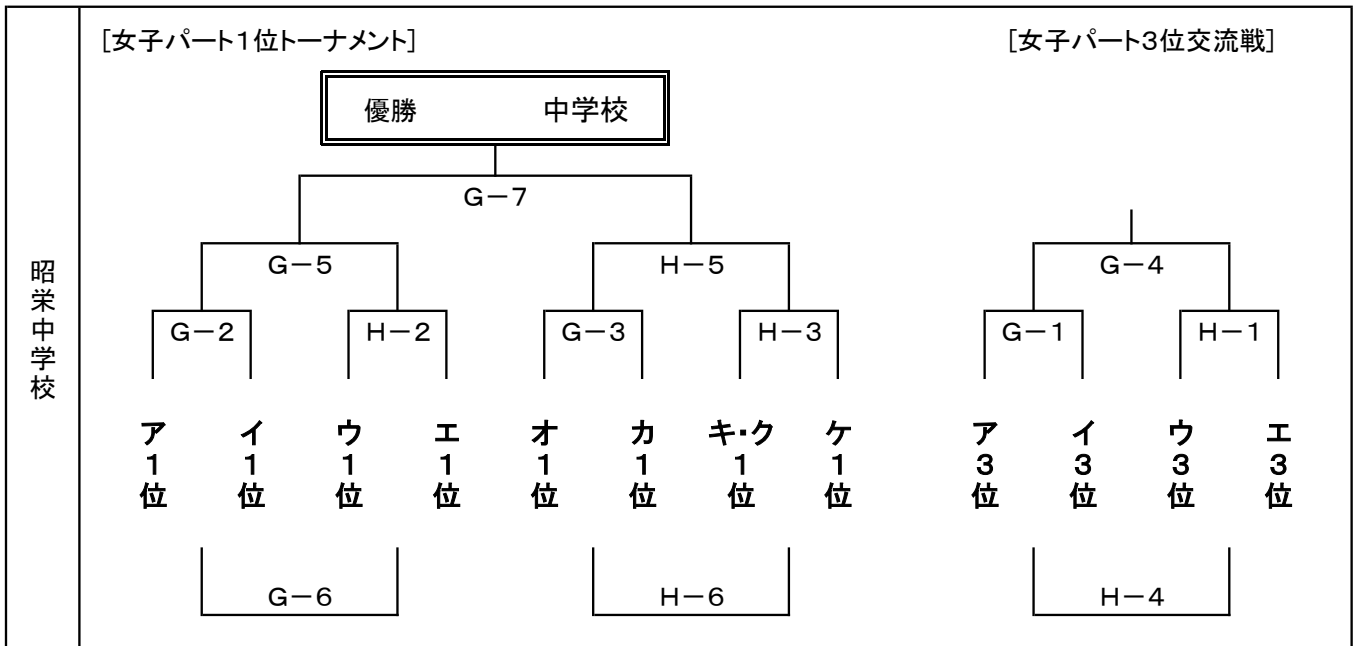 [女子パート1位トーナメント]
[女子パート3位交流戦]
優勝 中学校
G-7
G-5
H-5
G-4
G-2
H-2
G-3
H-3
G-1
H-1
昭栄中学校
ア1位
イ1位
ウ1位
エ1位
オ1位
カ1位
キ・ク1位
ケ1位
ア3位
イ3位
ウ3位
エ3位
G-6
H-6
H-4